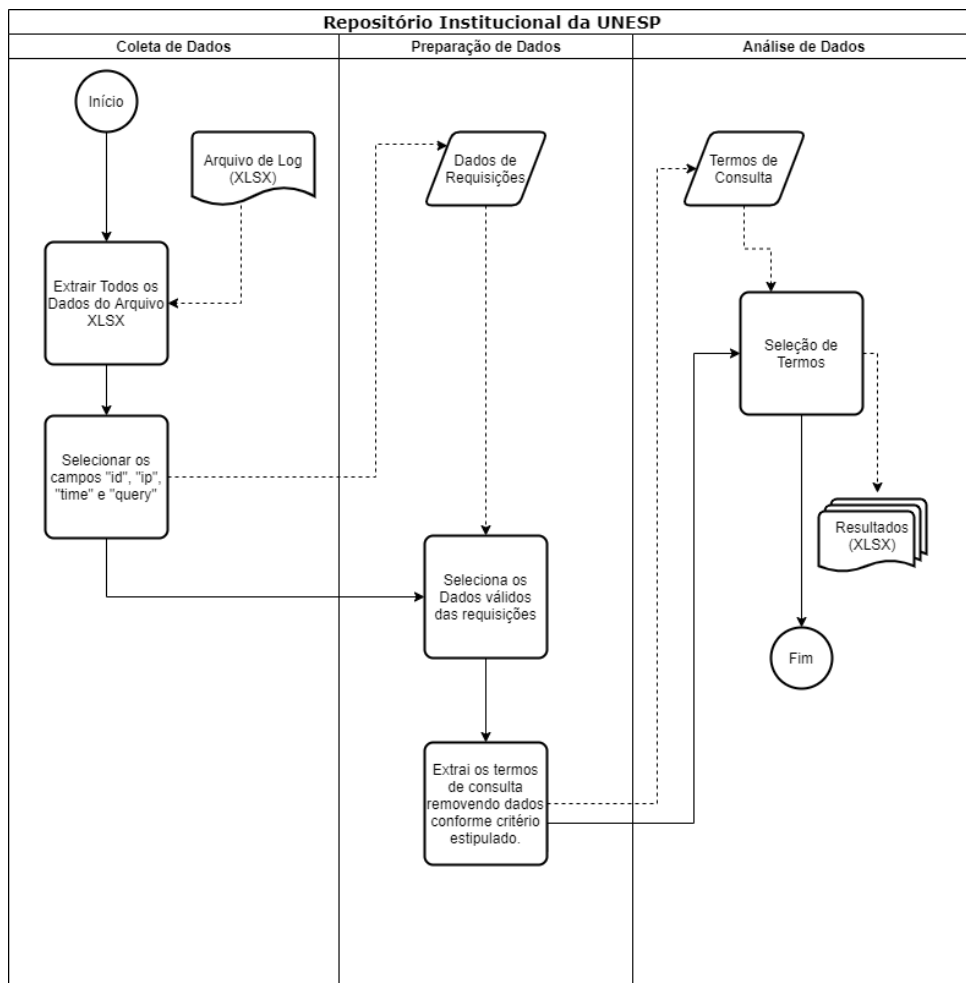 Repositório Institucional da UNESP
Coleta de Dados
Preparação de Dados
Análise de Dados
Início
Arquivo de Log
(XLSX)
Extrair Todos os
Dados do Arquivo
XLSX
Selecionar os
campos "id", "ip",
"time" e "query"
Dados de
Requisições
Seleciona os
Dados válidos
das requisições
Extrai os termos
de consulta
removendo dados
conforme critério
estipulado.
Termos de
Consulta
Seleção de
Termos
Resultados
(XLSX)
Fim